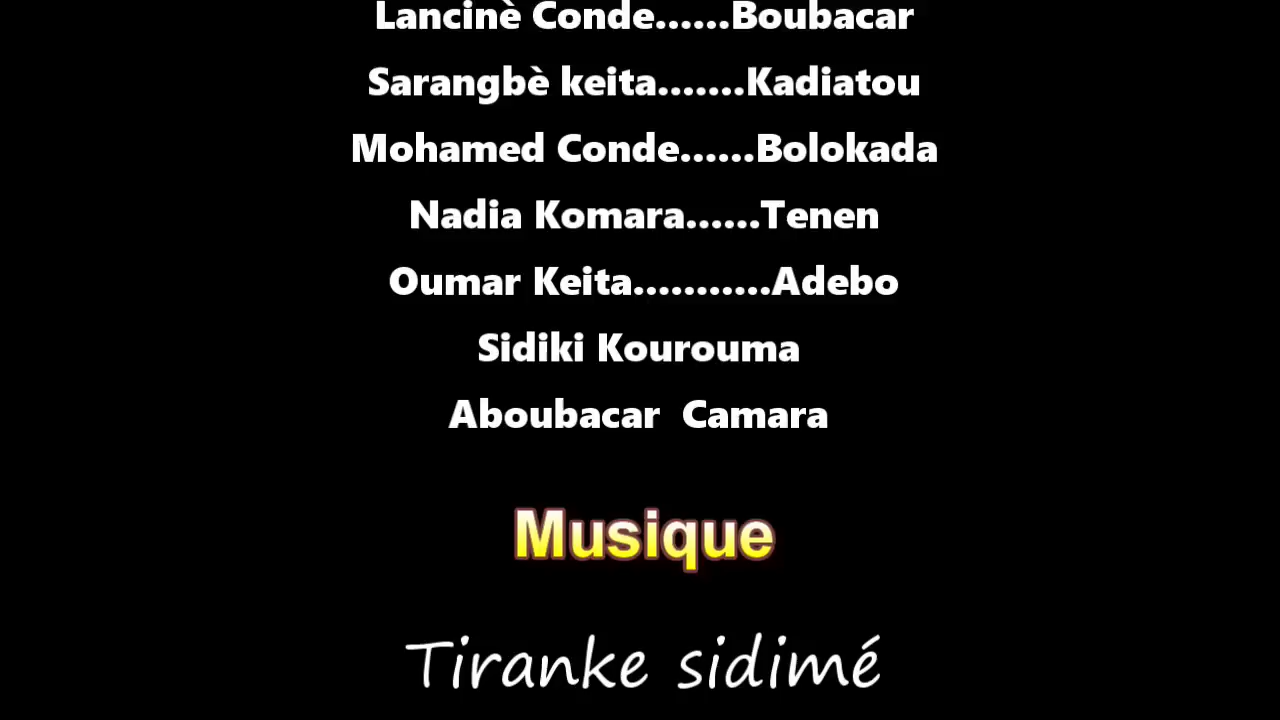 Lancinè Conde......Boubacar
Sarangbè keita.......Kadiatou
Mohamed Conde......Bolokada
Nadia Komara......Tenen
Oumar Keita...........Adebo
Sidiki Kourouma
Aboubacar  Camara
Musique
Tiranke sidimé